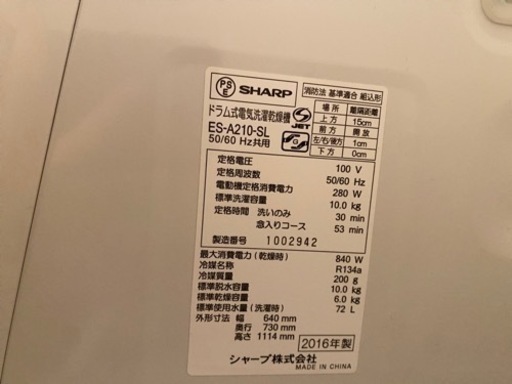 PS
E
SHARP
ドラム式電気洗濯乾燥機
ES-A210-SL
50/60 Hz共用
JET
消防法 基準適合 組込形
場所 離隔距離
上方 15cm
前方 開放
左/右/後方 1cm
下方 0cm
定格電圧 100 V
定格周波数 50/60 Hz
電動機定格消費電力 280 W
標準洗濯容量 10.0 kg
定格時間 洗いのみ 30 min
念入りコース 53 min
製造番号 1002942
最大消費電力(乾燥時) 840 W
冷媒名称 R134a
冷媒質量 200 g
標準脱水容量 10.0 kg
標準乾燥容量 6.0 kg
標準使用水量(洗濯時) 72 L
外形寸法 幅 640 mm
奥行 730 mm
高さ 1114 mm
2016年製
シャープ株式会社
MADE IN CHINA